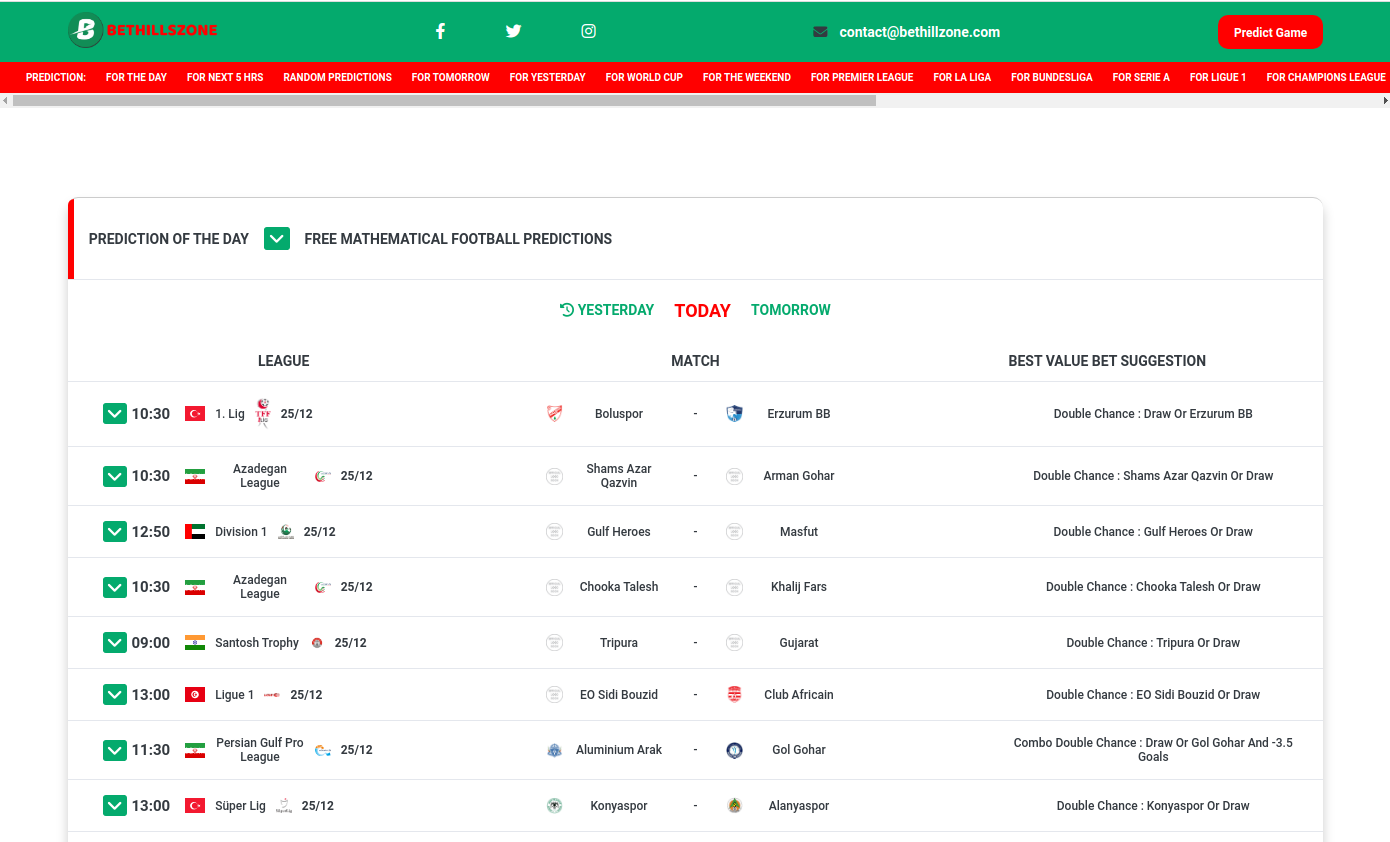 BETHILLSZONE
contact@bethillzone.com
Predict Game
PREDICTION: FOR THE DAY FOR NEXT 5 HRS RANDOM PREDICTIONS FOR TOMORROW FOR YESTERDAY FOR WORLD CUP FOR THE WEEKEND FOR PREMIER LEAGUE FOR LA LIGA FOR BUNDESLIGA FOR SERIE A FOR LIGUE 1 FOR CHAMPIONS LEAGUE
PREDICTION OF THE DAY FREE MATHEMATICAL FOOTBALL PREDICTIONS
YESTERDAY TODAY TOMORROW
LEAGUE MATCH BEST VALUE BET SUGGESTION
10:30 1. Lig 25/12 Boluspor - Erzurum BB Double Chance : Draw Or Erzurum BB
10:30 Azadegan
League 25/12 Shams Azar
Qazvin - Arman Gohar Double Chance : Shams Azar Qazvin Or Draw
12:50 Division 1 25/12 Gulf Heroes - Masfut Double Chance : Gulf Heroes Or Draw
10:30 Azadegan
League 25/12 Chooka Talesh - Khalij Fars Double Chance : Chooka Talesh Or Draw
09:00 Santosh Trophy 25/12 Tripura - Gujarat Double Chance : Tripura Or Draw
13:00 Ligue 1 25/12 EO Sidi Bouzid - Club Africain Double Chance : EO Sidi Bouzid Or Draw
11:30 Persian Gulf Pro
League 25/12 Aluminium Arak - Gol Gohar Combo Double Chance : Draw Or Gol Gohar And -3.5
Goals
13:00 Süper Lig 25/12 Konyaspor - Alanyaspor Double Chance : Konyaspor Or Draw